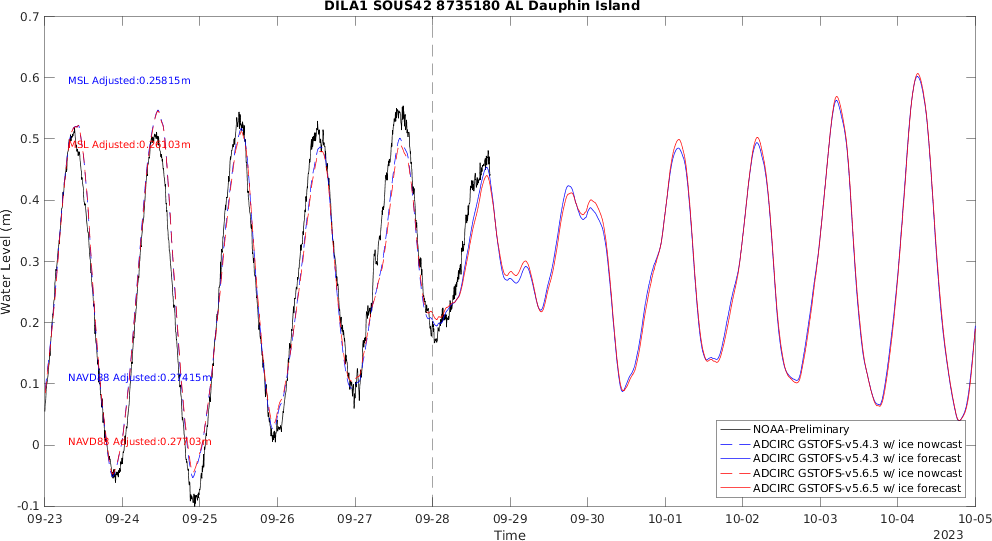 DILA1 SOUS42 8735180 AL Dauphin Island
0.7
0.6
0.5
0.4
0.3
0.2
0.1
0
-0.1
Water Level (m)
MSL Adjusted:0.25815m
MSL Adjusted:0.26103m
NAVD88 Adjusted:0.27415m
NAVD88 Adjusted:0.27703m
NOAA-Preliminary
ADCIRC GSTOFS-v5.4.3 w/ ice nowcast
ADCIRC GSTOFS-v5.4.3 w/ ice forecast
ADCIRC GSTOFS-v5.6.5 w/ ice nowcast
ADCIRC GSTOFS-v5.6.5 w/ ice forecast
09-23 09-24 09-25 09-26 09-27 09-28 09-29 09-30 10-01 10-02 10-03 10-04 10-05
Time
2023